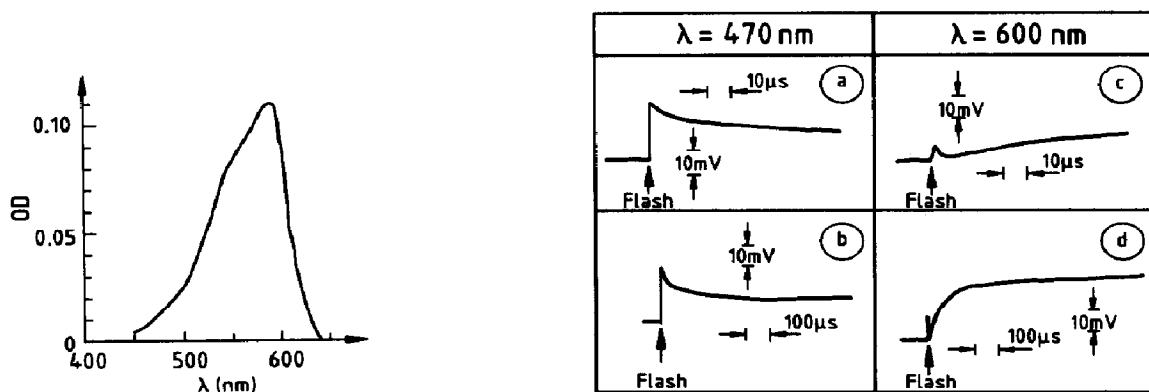 OD
0.10
0.05
0
400
500
600
λ (nm)
λ = 470 nm
λ = 600 nm
a
10µs
10mV
Flash
c
10mV
10µs
Flash
b
10mV
100µs
Flash
d
10mV
100µs
Flash